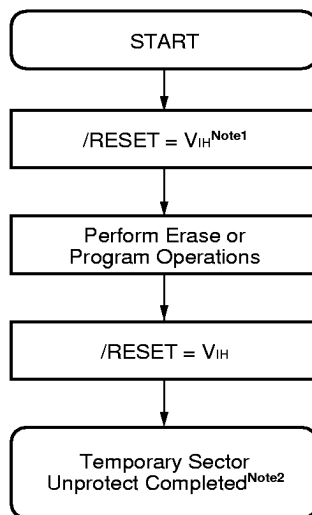 START
/RESET = VIHNote1
Perform Erase or
Program Operations
/RESET = VIH
Temporary Sector
Unprotect CompletedNote2